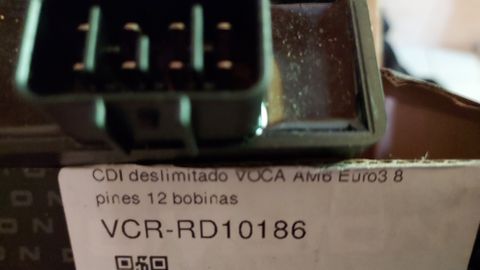 CDI deslimitado VOCA AM6 Euro3 8
pines 12 bobinas
VCR-RD10186